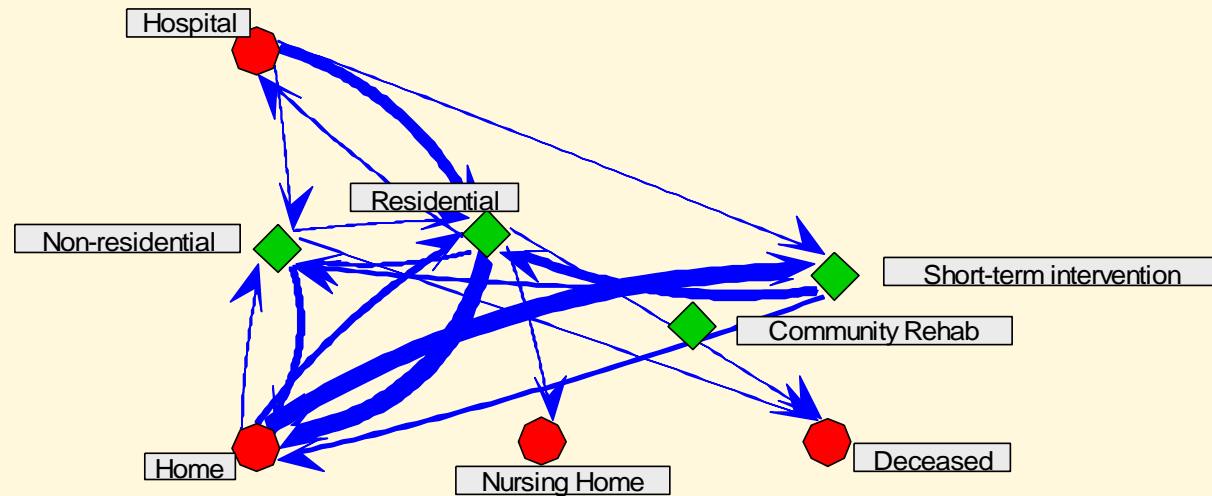 Hospital
Residential
Non-residential
Short-term intervention
Community Rehab
Home
Nursing Home
Deceased